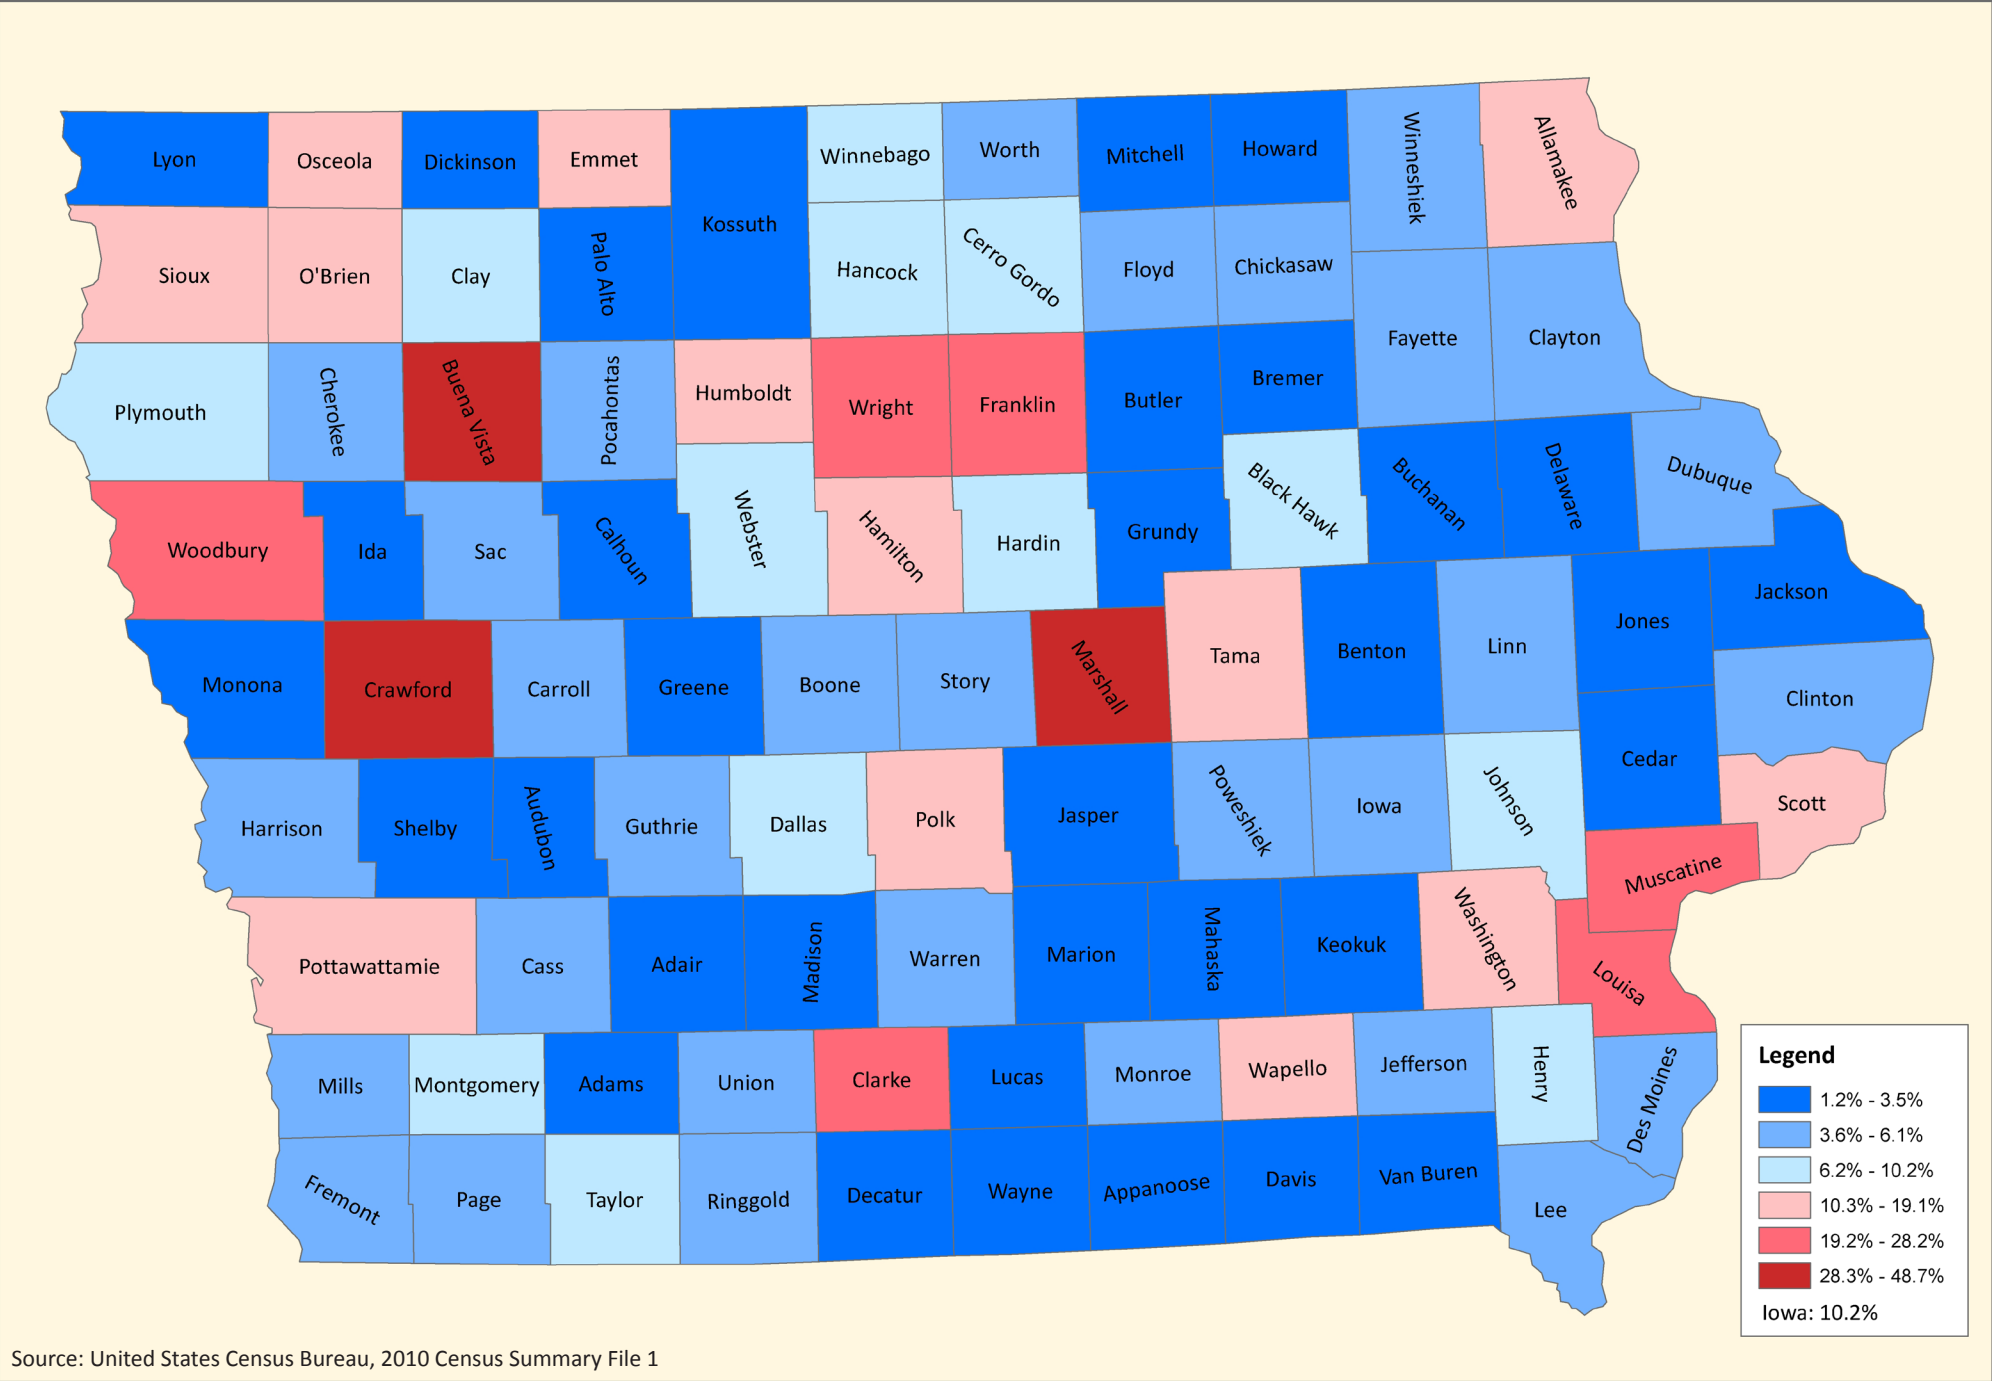 Lyon
Osceola
Dickinson
Emmet
Kossuth
Winnebago
Worth
Mitchell
Howard
Winneshiek
Allamakee
Sioux
O'Brien
Clay
Palo Alto
Hancock
Cerro Gordo
Floyd
Chickasaw
Fayette
Clayton
Plymouth
Cherokee
Buena Vista
Pocahontas
Humboldt
Wright
Franklin
Butler
Bremer
Woodbury
Ida
Sac
Calhoun
Webster
Hamilton
Hardin
Grundy
Black Hawk
Buchanan
Delaware
Dubuque
Monona
Crawford
Carroll
Greene
Boone
Story
Marshall
Tama
Benton
Linn
Jones
Jackson
Clinton
Harrison
Shelby
Audubon
Guthrie
Dallas
Polk
Jasper
Poweshiek
Iowa
Johnson
Cedar
Scott
Muscatine
Pottawattamie
Cass
Adair
Madison
Warren
Marion
Mahaska
Keokuk
Washington
Louisa
Mills
Montgomery
Adams
Union
Clarke
Lucas
Monroe
Wapello
Jefferson
Henry
Des Moines
Fremont
Page
Taylor
Ringgold
Decatur
Wayne
Appanoose
Davis
Van Buren
Lee
Legend
1.2% - 3.5%
3.6% - 6.1%
6.2% - 10.2%
10.3% - 19.1%
19.2% - 28.2%
28.3% - 48.7%
Iowa: 10.2%
Source: United States Census Bureau, 2010 Census Summary File 1